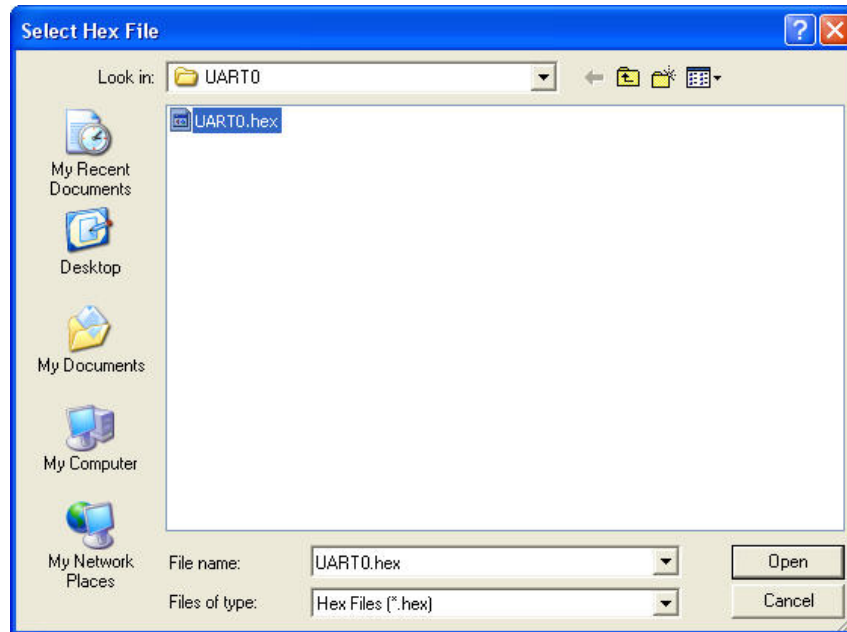 Select Hex File
Look in: UART0
UART0.hex
My Recent
Documents
Desktop
My Documents
My Computer
My Network
Places
File name: UART0.hex Open
Files of type: Hex Files (*.hex) Cancel